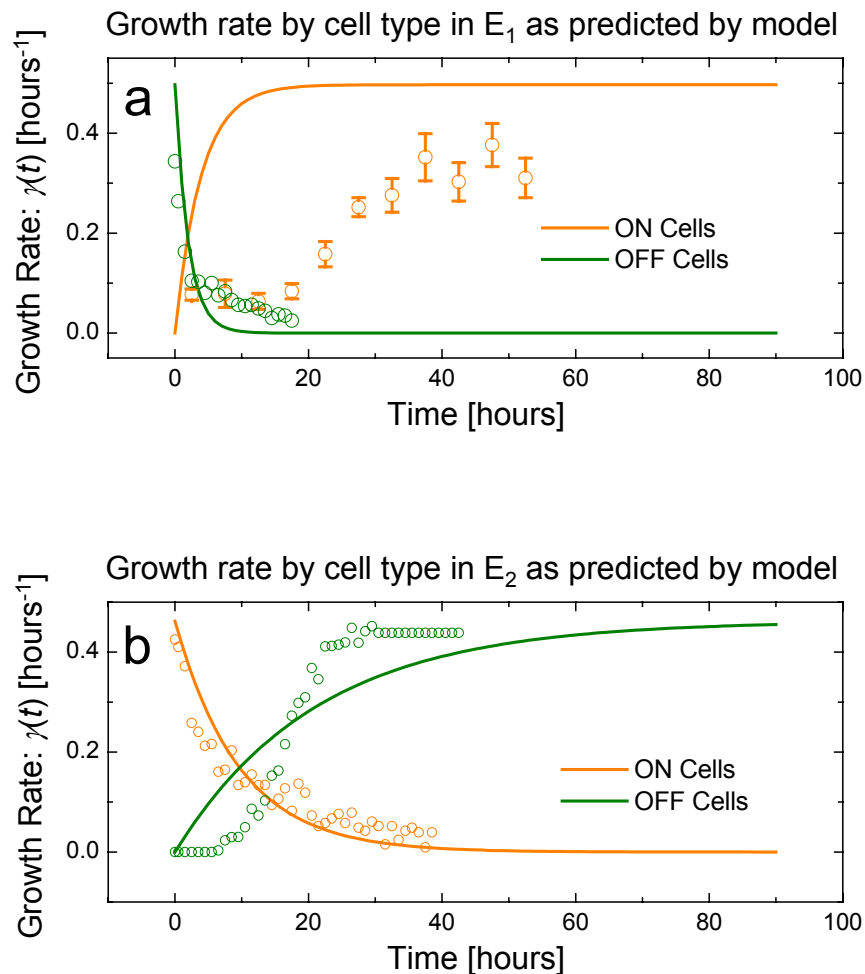 Growth rate by cell type in E₁ as predicted by model
a
Growth Rate: γ(t) [hours⁻¹]
0.4
0.2
0.0
ON Cells
OFF Cells
0 20 40 60 80 100
Time [hours]
Growth rate by cell type in E₂ as predicted by model
b
Growth Rate: γ(t) [hours⁻¹]
0.4
0.2
0.0
ON Cells
OFF Cells
0 20 40 60 80 100
Time [hours]